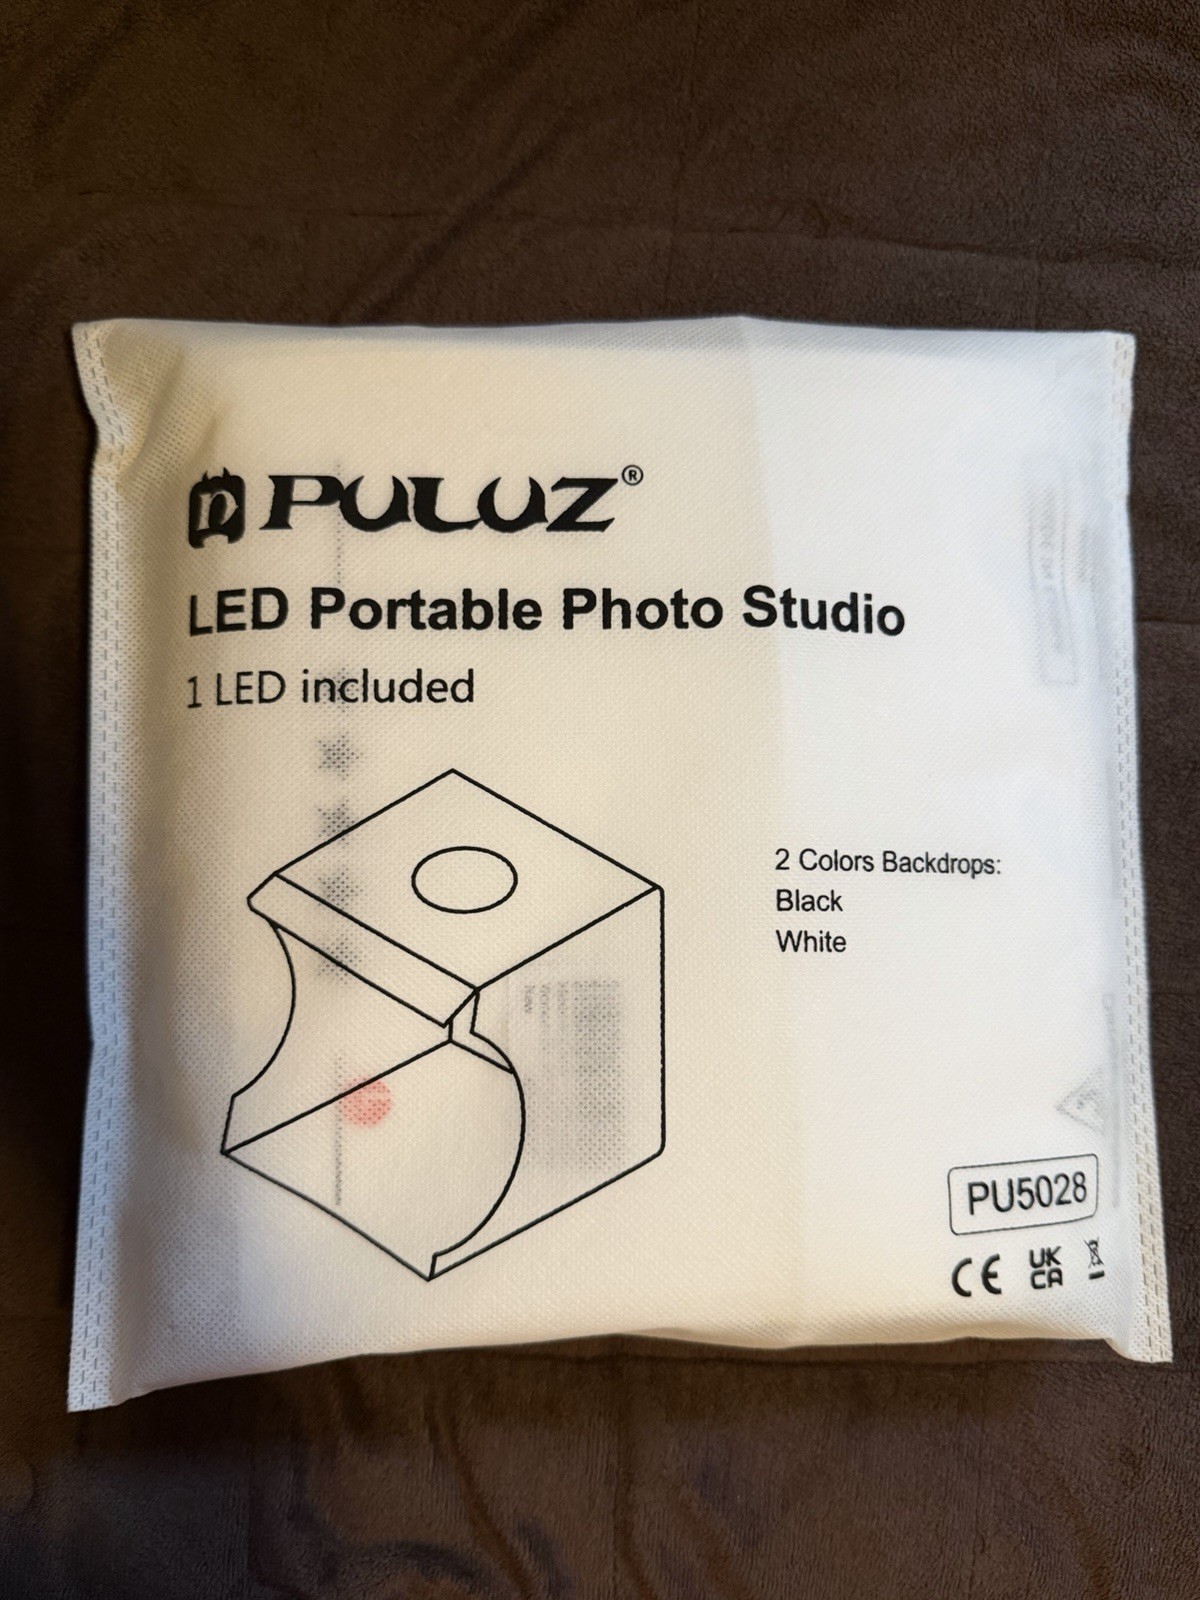 PULUZ®
LED Portable Photo Studio
1 LED included
2 Colors Backdrops:
Black
White
PU5028
CE UK CA